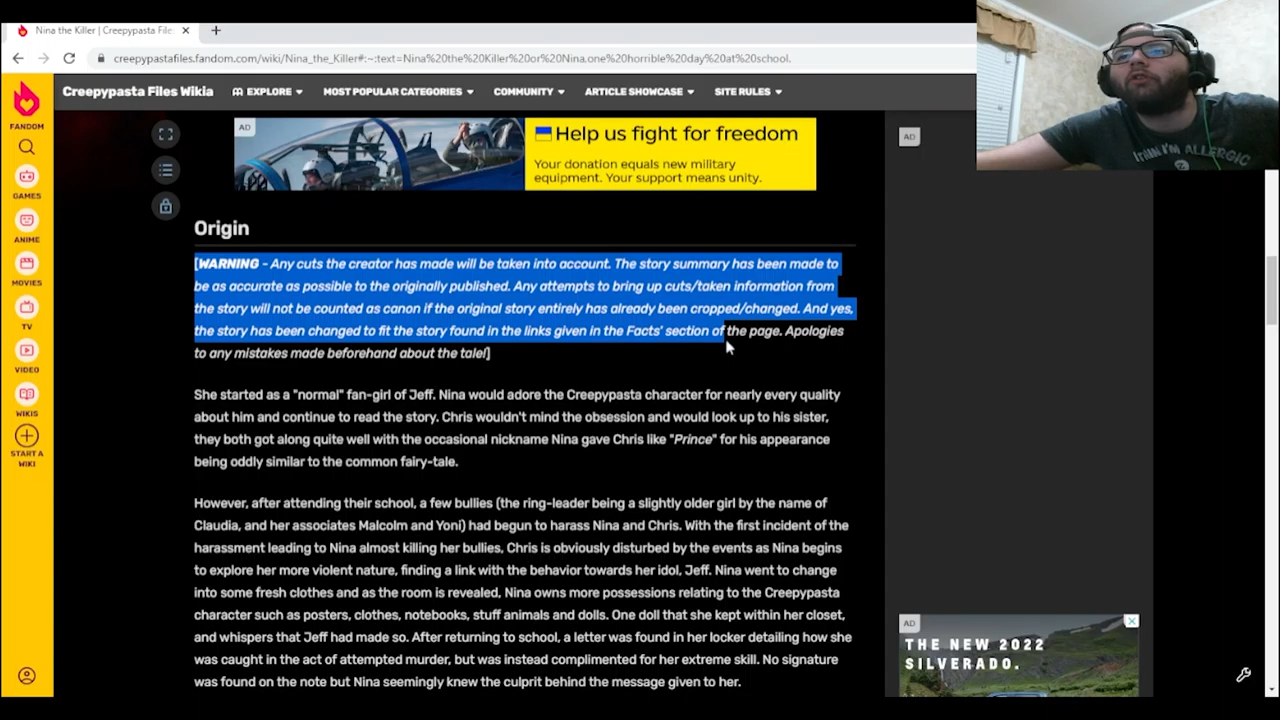 Nina the Killer | Creepypasta File
creepypastafiles.fandom.com/wiki/Nina_the_Killer#:~:text=Nina%20the%20Killer%20or%20Nina,one%20horrible%20day%20at%20school.
Creepypasta Files Wikia
EXPLORE
MOST POPULAR CATEGORIES
COMMUNITY
ARTICLE SHOWCASE
SITE RULES
FANDOM
GAMES
ANIME
MOVIES
TV
VIDEO
WIKIS
START A
WIKI
AD
Help us fight for freedom
Your donation equals new military
equipment. Your support means unity.
AD
I'M ALLERGIC
Origin
[WARNING - Any cuts the creator has made will be taken into account. The story summary has been made to
be as accurate as possible to the originally published. Any attempts to bring up cuts/taken information from
the story will not be counted as canon if the original story entirely has already been cropped/changed. And yes,
the story has been changed to fit the story found in the links given in the Facts' section of the page. Apologies
to any mistakes made beforehand about the tale!]
She started as a "normal" fan-girl of Jeff. Nina would adore the Creepypasta character for nearly every quality
about him and continue to read the story. Chris wouldn't mind the obsession and would look up to his sister,
they both got along quite well with the occasional nickname Nina gave Chris like "Prince" for his appearance
being oddly similar to the common fairy-tale.
However, after attending their school, a few bullies (the ring-leader being a slightly older girl by the name of
Claudia, and her associates Malcolm and Yoni) had begun to harass Nina and Chris. With the first incident of the
harassment leading to Nina almost killing her bullies, Chris is obviously disturbed by the events as Nina begins
to explore her more violent nature, finding a link with the behavior towards her idol, Jeff. Nina went to change
into some fresh clothes and as the room is revealed, Nina owns more possessions relating to the Creepypasta
character such as posters, clothes, notebooks, stuff animals and dolls. One doll that she kept within her closet,
and whispers that Jeff had made so. After returning to school, a letter was found in her locker detailing how she
was caught in the act of attempted murder, but was instead complimented for her extreme skill. No signature
was found on the note but Nina seemingly knew the culprit behind the message given to her.
AD
THE NEW 2022
SILVERADO.